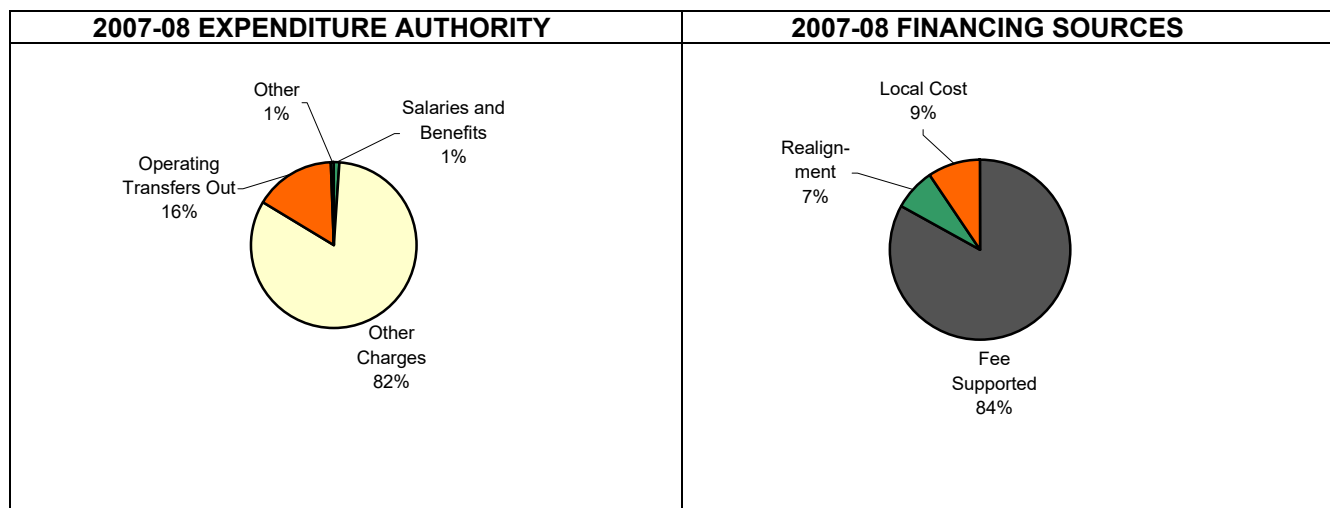 2007-08 EXPENDITURE AUTHORITY
Other
1%
Salaries and
Benefits
1%
Operating
Transfers Out
16%
Other
Charges
82%
2007-08 FINANCING SOURCES
Local Cost
9%
Realign-
ment
7%
Fee
Supported
84%